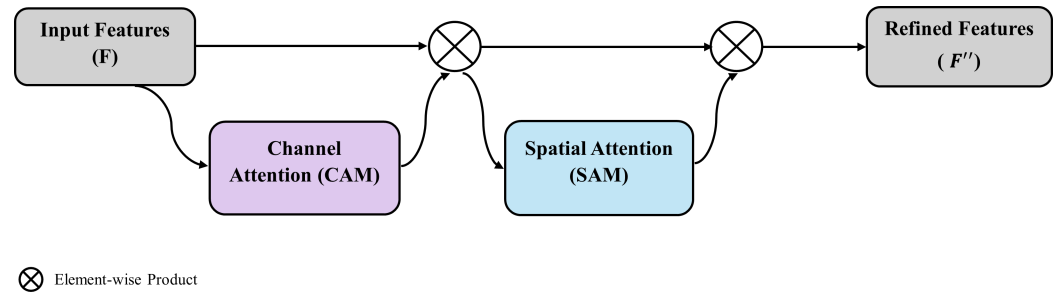 Input Features
(F)
Refined Features
( F′′)
Channel
Attention (CAM)
Spatial Attention
(SAM)
Element-wise Product